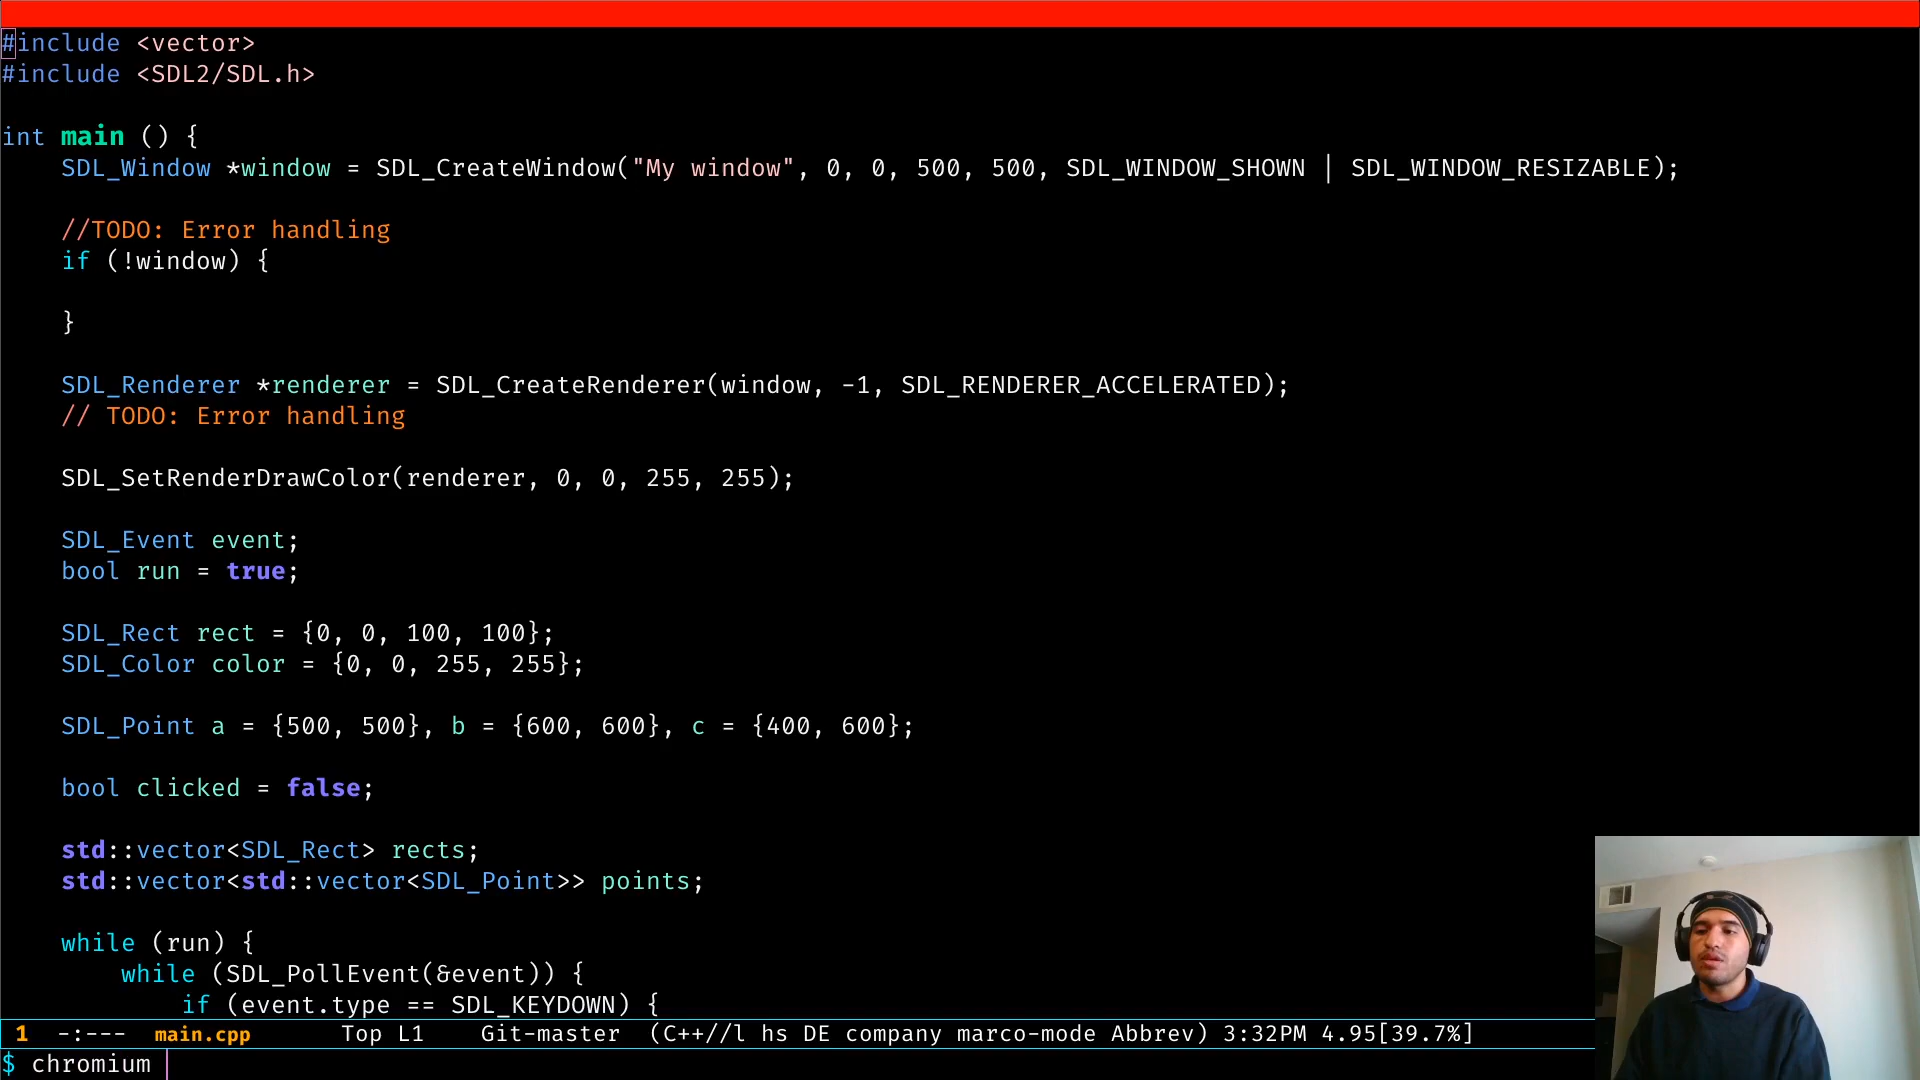 #include <vector>
#include <SDL2/SDL.h>
int main () {
SDL_Window *window = SDL_CreateWindow("My window", 0, 0, 500, 500, SDL_WINDOW_SHOWN | SDL_WINDOW_RESIZABLE);
//TODO: Error handling
if (!window) {
}
SDL_Renderer *renderer = SDL_CreateRenderer(window, -1, SDL_RENDERER_ACCELERATED);
// TODO: Error handling
SDL_SetRenderDrawColor(renderer, 0, 0, 255, 255);
SDL_Event event;
bool run = true;
SDL_Rect rect = {0, 0, 100, 100};
SDL_Color color = {0, 0, 255, 255};
SDL_Point a = {500, 500}, b = {600, 600}, c = {400, 600};
bool clicked = false;
std::vector<SDL_Rect> rects;
std::vector<std::vector<SDL_Point>> points;
while (run) {
while (SDL_PollEvent(&event)) {
if (event.type == SDL_KEYDOWN) {
1 -:--- main.cpp Top L1 Git-master (C++//l hs DE company marco-mode Abbrev) 3:32PM 4.95[39.7%]
$ chromium